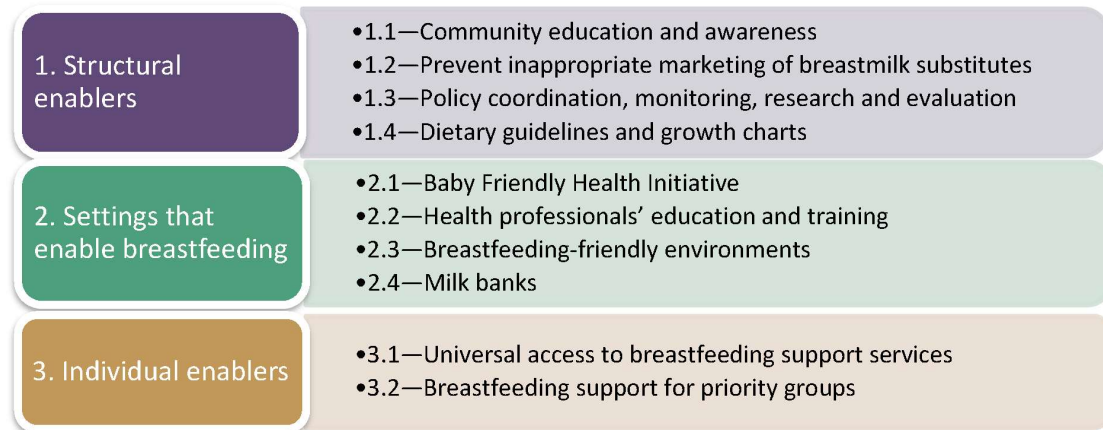 1. Structural
enablers
•1.1—Community education and awareness
•1.2—Prevent inappropriate marketing of breastmilk substitutes
•1.3—Policy coordination, monitoring, research and evaluation
•1.4—Dietary guidelines and growth charts
2. Settings that
enable breastfeeding
•2.1—Baby Friendly Health Initiative
•2.2—Health professionals’ education and training
•2.3—Breastfeeding-friendly environments
•2.4—Milk banks
3. Individual enablers
•3.1—Universal access to breastfeeding support services
•3.2—Breastfeeding support for priority groups